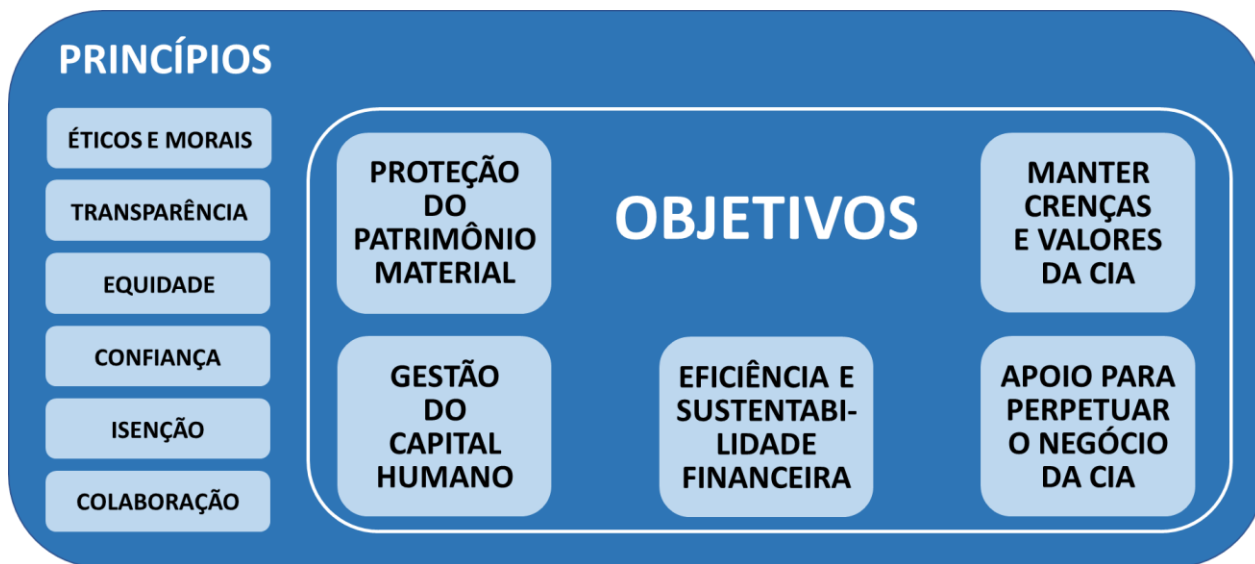 PRINCÍPIOS
ÉTICOS E MORAIS
TRANSPARÊNCIA
EQUIDADE
CONFIANÇA
ISENÇÃO
COLABORAÇÃO
OBJETIVOS
PROTEÇÃO
DO
PATRIMÔNIO
MATERIAL
MANTER
CRENÇAS
E VALORES
DA CIA
GESTÃO
DO
CAPITAL
HUMANO
EFICIÊNCIA E
SUSTENTABI-
LIDADE
FINANCEIRA
APOIO PARA
PERPETUAR
O NEGÓCIO
DA CIA